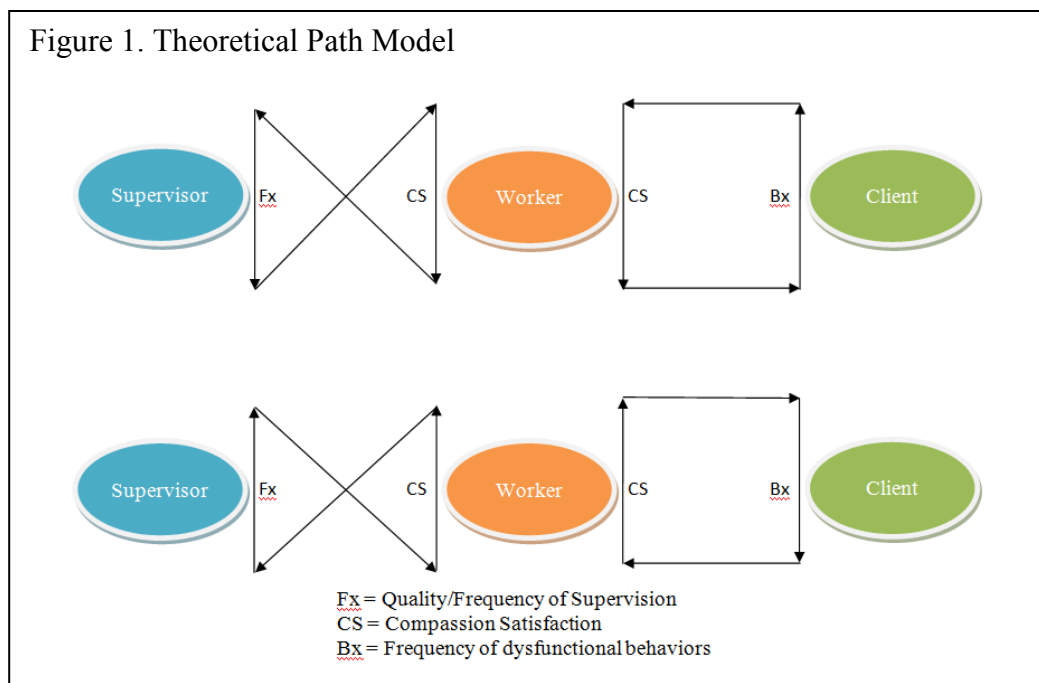 Figure 1. Theoretical Path Model
Supervisor
Fx
CS
Worker
CS
Bx
Client
Supervisor
Fx
CS
Worker
CS
Bx
Client
Fx = Quality/Frequency of Supervision
CS = Compassion Satisfaction
Bx = Frequency of dysfunctional behaviors